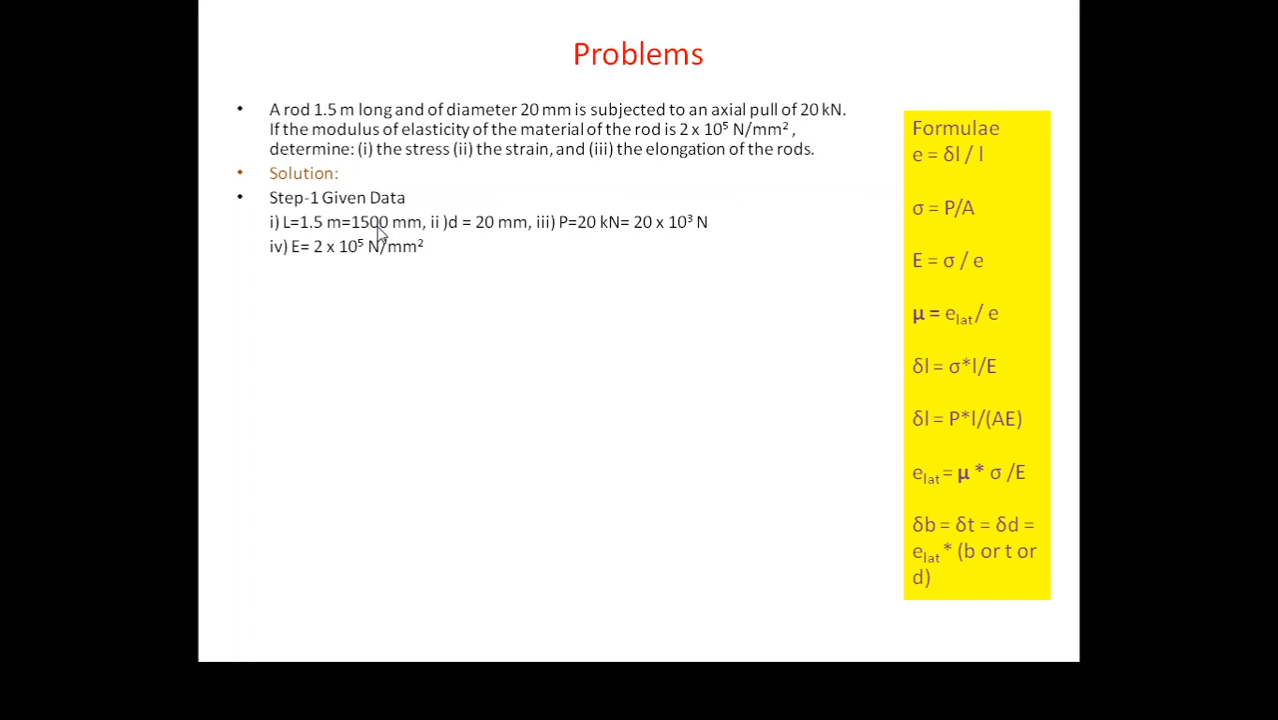 Problems
• A rod 1.5 m long and of diameter 20 mm is subjected to an axial pull of 20 kN.
If the modulus of elasticity of the material of the rod is 2 x 10⁵ N/mm² ,
determine: (i) the stress (ii) the strain, and (iii) the elongation of the rods.
• Solution:
• Step-1 Given Data
i) L=1.5 m=1500 mm, ii )d = 20 mm, iii) P=20 kN= 20 x 10³ N
iv) E= 2 x 10⁵ N/mm²
Formulae
e = δl / l
σ = P/A
E = σ / e
μ = eₗₐₜ / e
δl = σ*l/E
δl = P*l/(AE)
eₗₐₜ = μ * σ /E
δb = δt = δd =
eₗₐₜ * (b or t or
d)